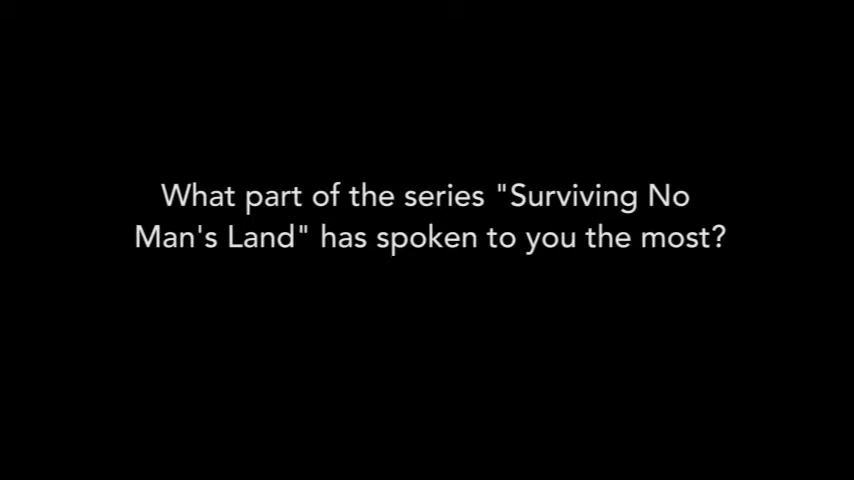 What part of the series "Surviving No
Man's Land" has spoken to you the most?